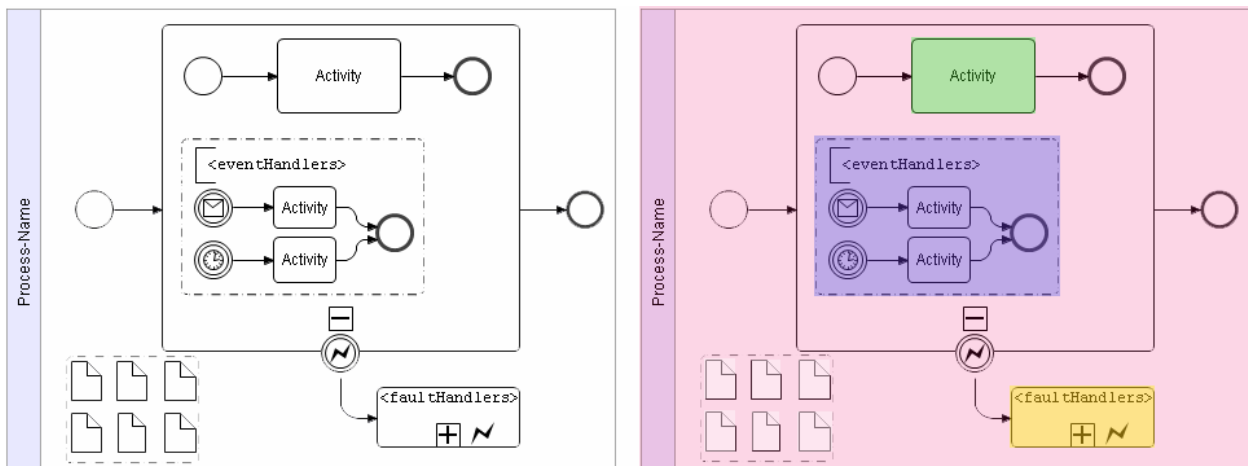 Process-Name
Activity
<eventHandlers>
Activity
Activity
<faultHandlers>
Process-Name
Activity
<eventHandlers>
Activity
Activity
<faultHandlers>